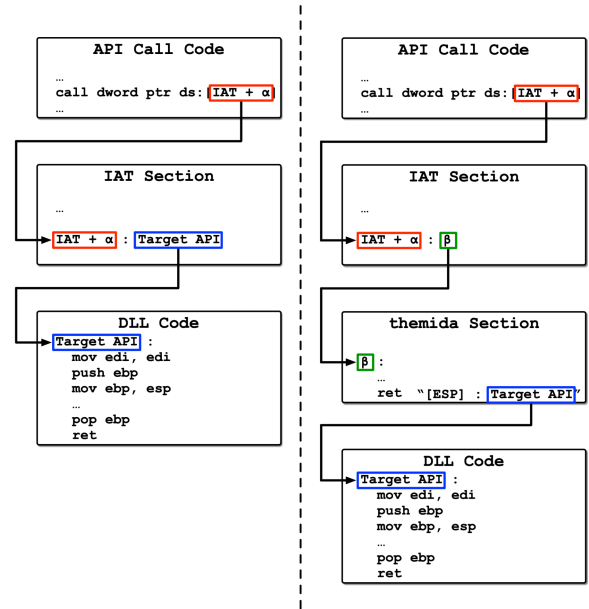 API Call Code
…
call dword ptr ds:[IAT + α]
…
IAT Section
…
IAT + α : Target API
DLL Code
Target API :
mov edi, edi
push ebp
mov ebp, esp
…
pop ebp
ret
API Call Code
…
call dword ptr ds:[IAT + α]
…
IAT Section
…
IAT + α : β
themida Section
β :
…
ret “[ESP] : Target API”
DLL Code
Target API :
mov edi, edi
push ebp
mov ebp, esp
…
pop ebp
ret